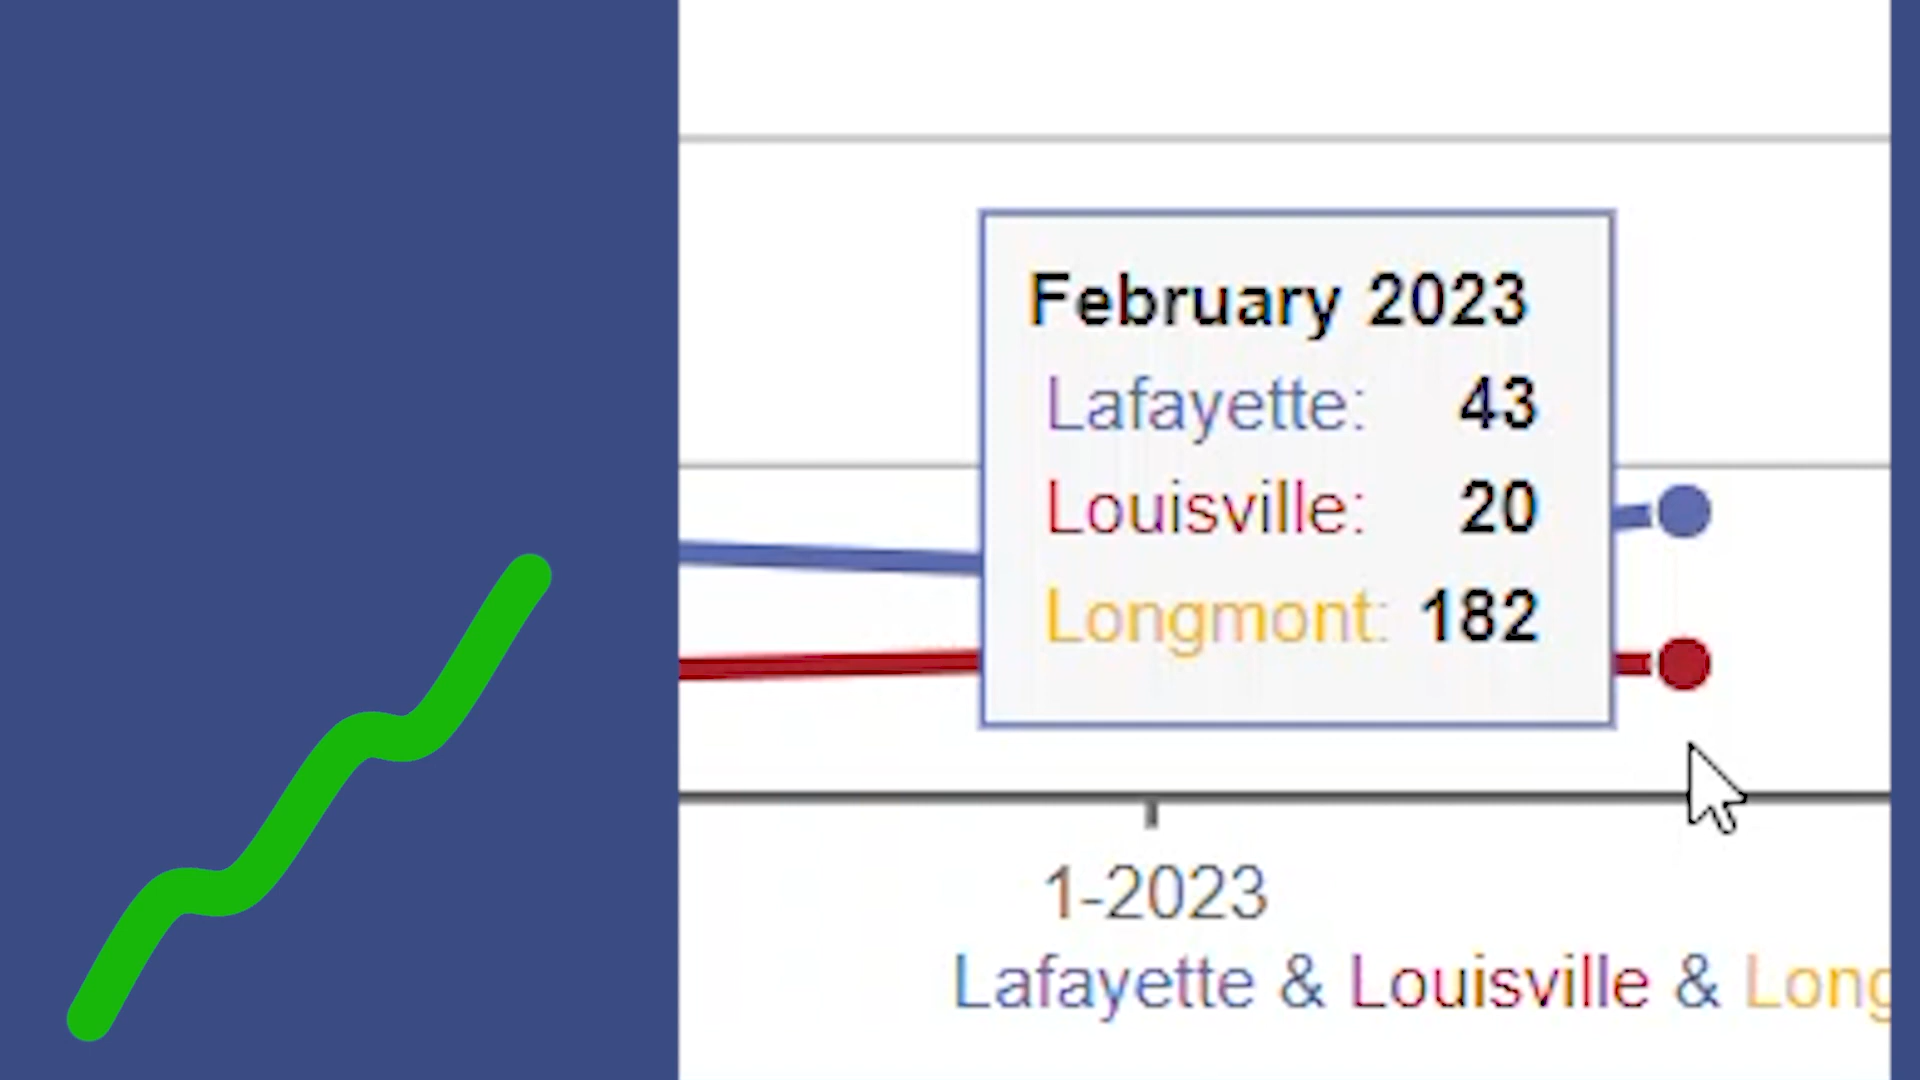 February 2023
Lafayette: 43
Louisville: 20
Longmont: 182
1-2023
Lafayette & Louisville & Long